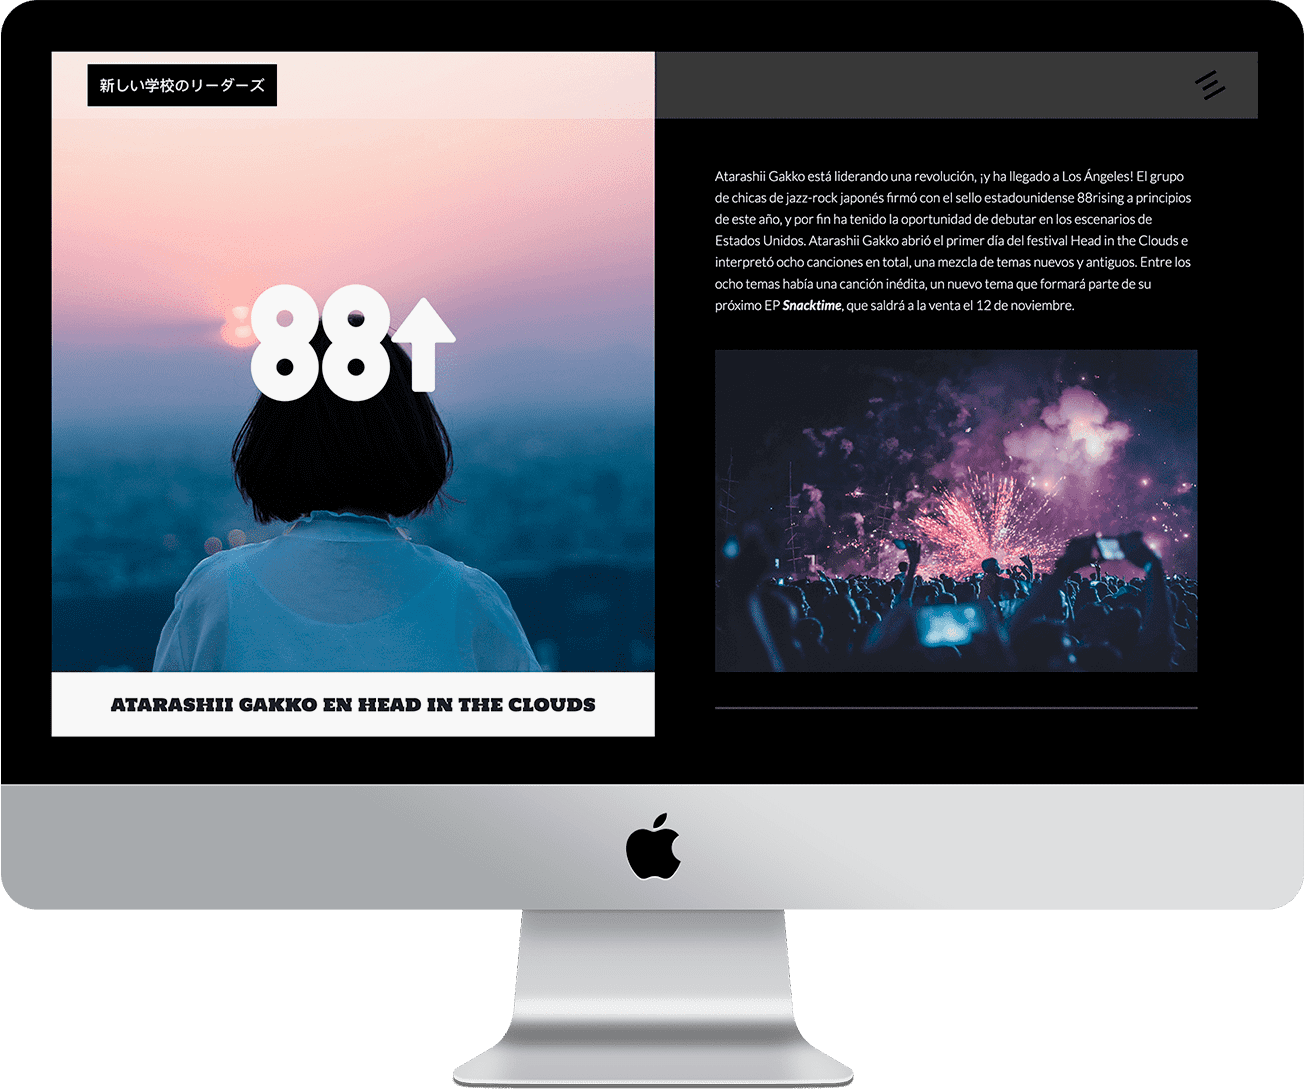 新しい学校のリーダーズ
88↑
ATARASHII GAKKO EN HEAD IN THE CLOUDS
Atarashii Gakko está liderando una revolución, ¡y ha llegado a Los Ángeles! El grupo
de chicas de jazz-rock japonés firmó con el sello estadounidense 88rising a principios
de este año, y por fin ha tenido la oportunidad de debutar en los escenarios de
Estados Unidos. Atarashii Gakko abrió el primer día del festival Head in the Clouds e
interpretó ocho canciones en total, una mezcla de temas nuevos y antiguos. Entre los
ocho temas había una canción inédita, un nuevo tema que formará parte de su
próximo EP Snacktime, que saldrá a la venta el 12 de noviembre.